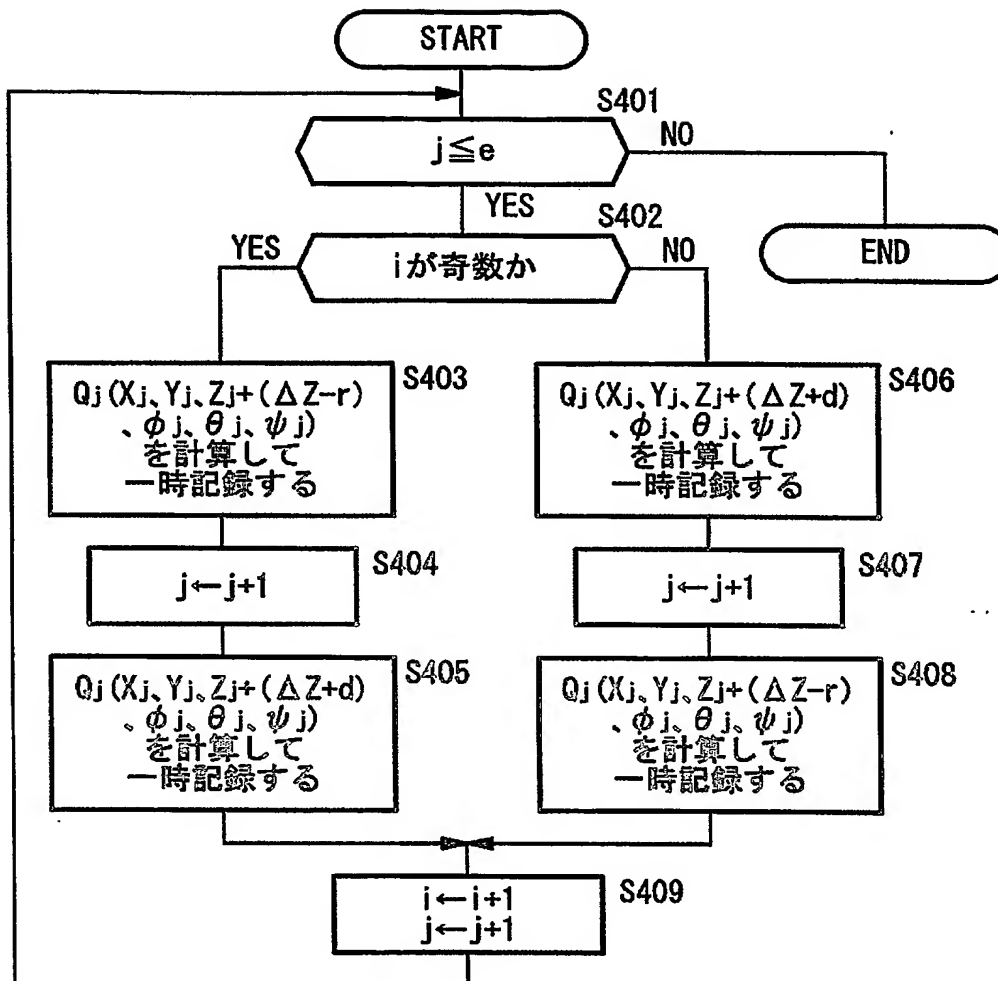 START
S401
j≦e
NO
YES
S402
YES
iが奇数か
NO
END
S403
Qj(Xj、Yj、Zj+(ΔZ-r)
、φj、θj、ψj)
を計算して
一時記録する
S406
Qj(Xj、Yj、Zj+(ΔZ+d)
、φj、θj、ψj)
を計算して
一時記録する
S404
j←j+1
S407
j←j+1
S405
Qj(Xj、Yj、Zj+(ΔZ+d)
、φj、θj、ψj)
を計算して
一時記録する
S408
Qj(Xj、Yj、Zj+(ΔZ-r)
、φj、θj、ψj)
を計算して
一時記録する
S409
i←i+1
j←j+1